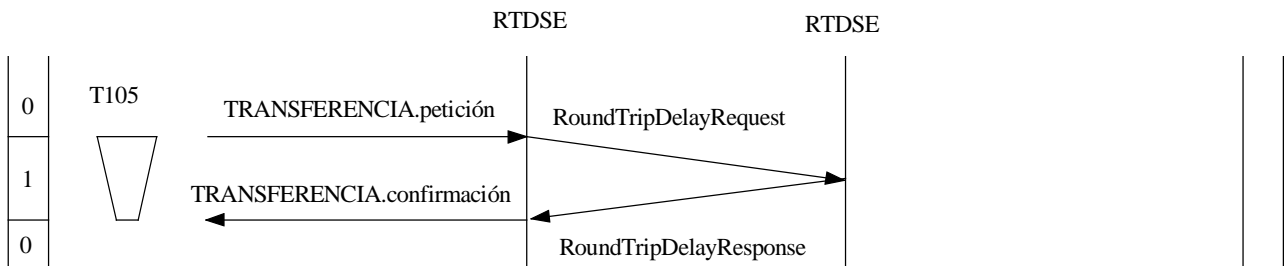 RTDSE
RTDSE
0
T105
TRANSFERENCIA.petición
RoundTripDelayRequest
1
TRANSFERENCIA.confirmación
0
RoundTripDelayResponse